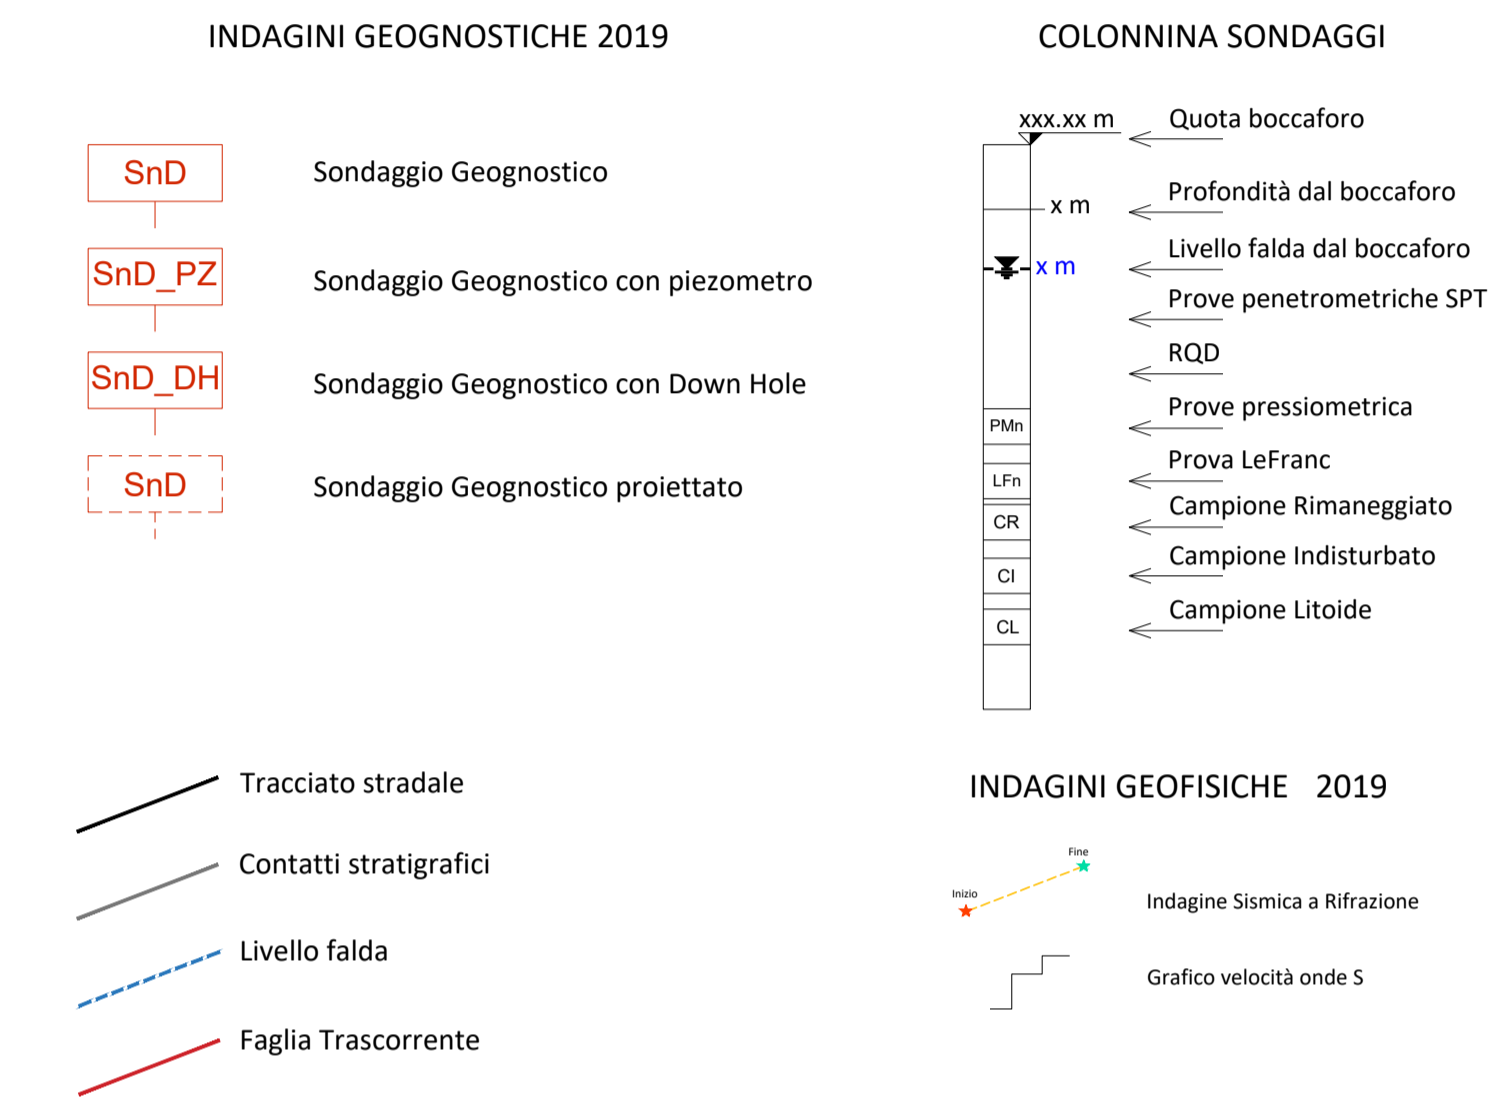 INDAGINI GEOGNOSTICHE 2019
SnD
Sondaggio Geognostico
SnD_PZ
Sondaggio Geognostico con piezometro
SnD_DH
Sondaggio Geognostico con Down Hole
SnD
Sondaggio Geognostico proiettato
COLONNINA SONDAGGI
xxx.xx m
Quota boccaforo
x m
Profondità dal boccaforo
x m
Livello falda dal boccaforo
Prove penetrometriche SPT
RQD
PMn
Prove pressiometrica
LFn
Prova LeFranc
CR
Campione Rimaneggiato
CI
Campione Indisturbato
CL
Campione Litoide
Tracciato stradale
Contatti stratigrafici
Livello falda
Faglia Trascorrente
INDAGINI GEOFISICHE 2019
Fine
Inizio
Indagine Sismica a Rifrazione
Grafico velocità onde S